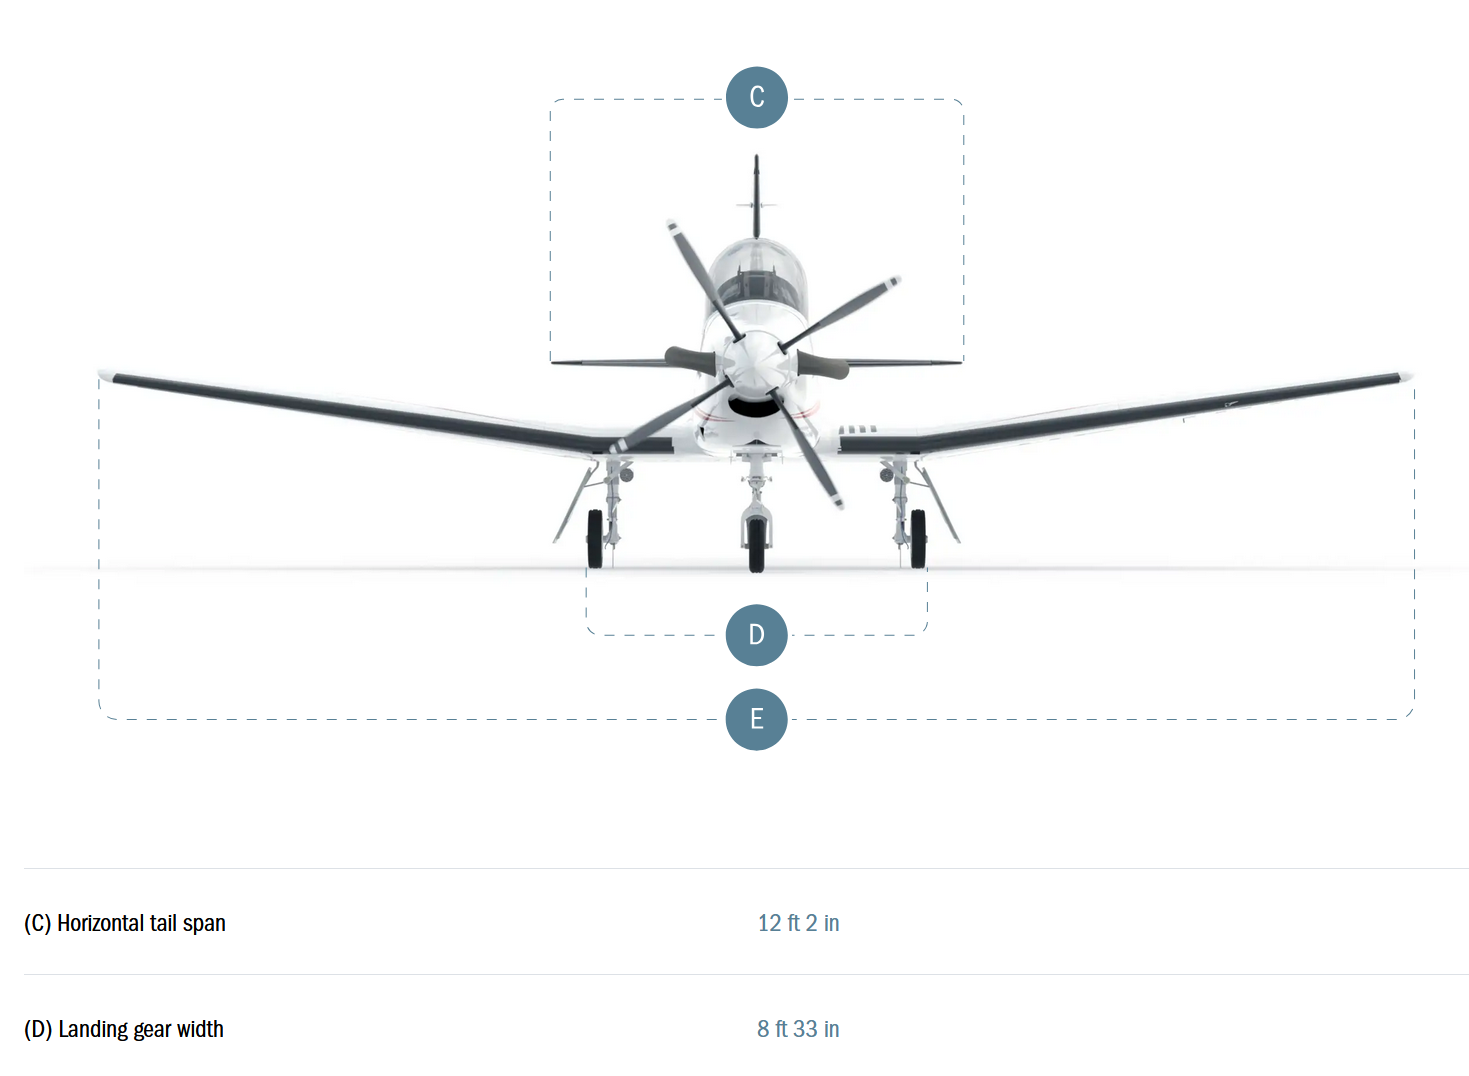 C
D
E
(C) Horizontal tail span 12 ft 2 in
(D) Landing gear width 8 ft 33 in